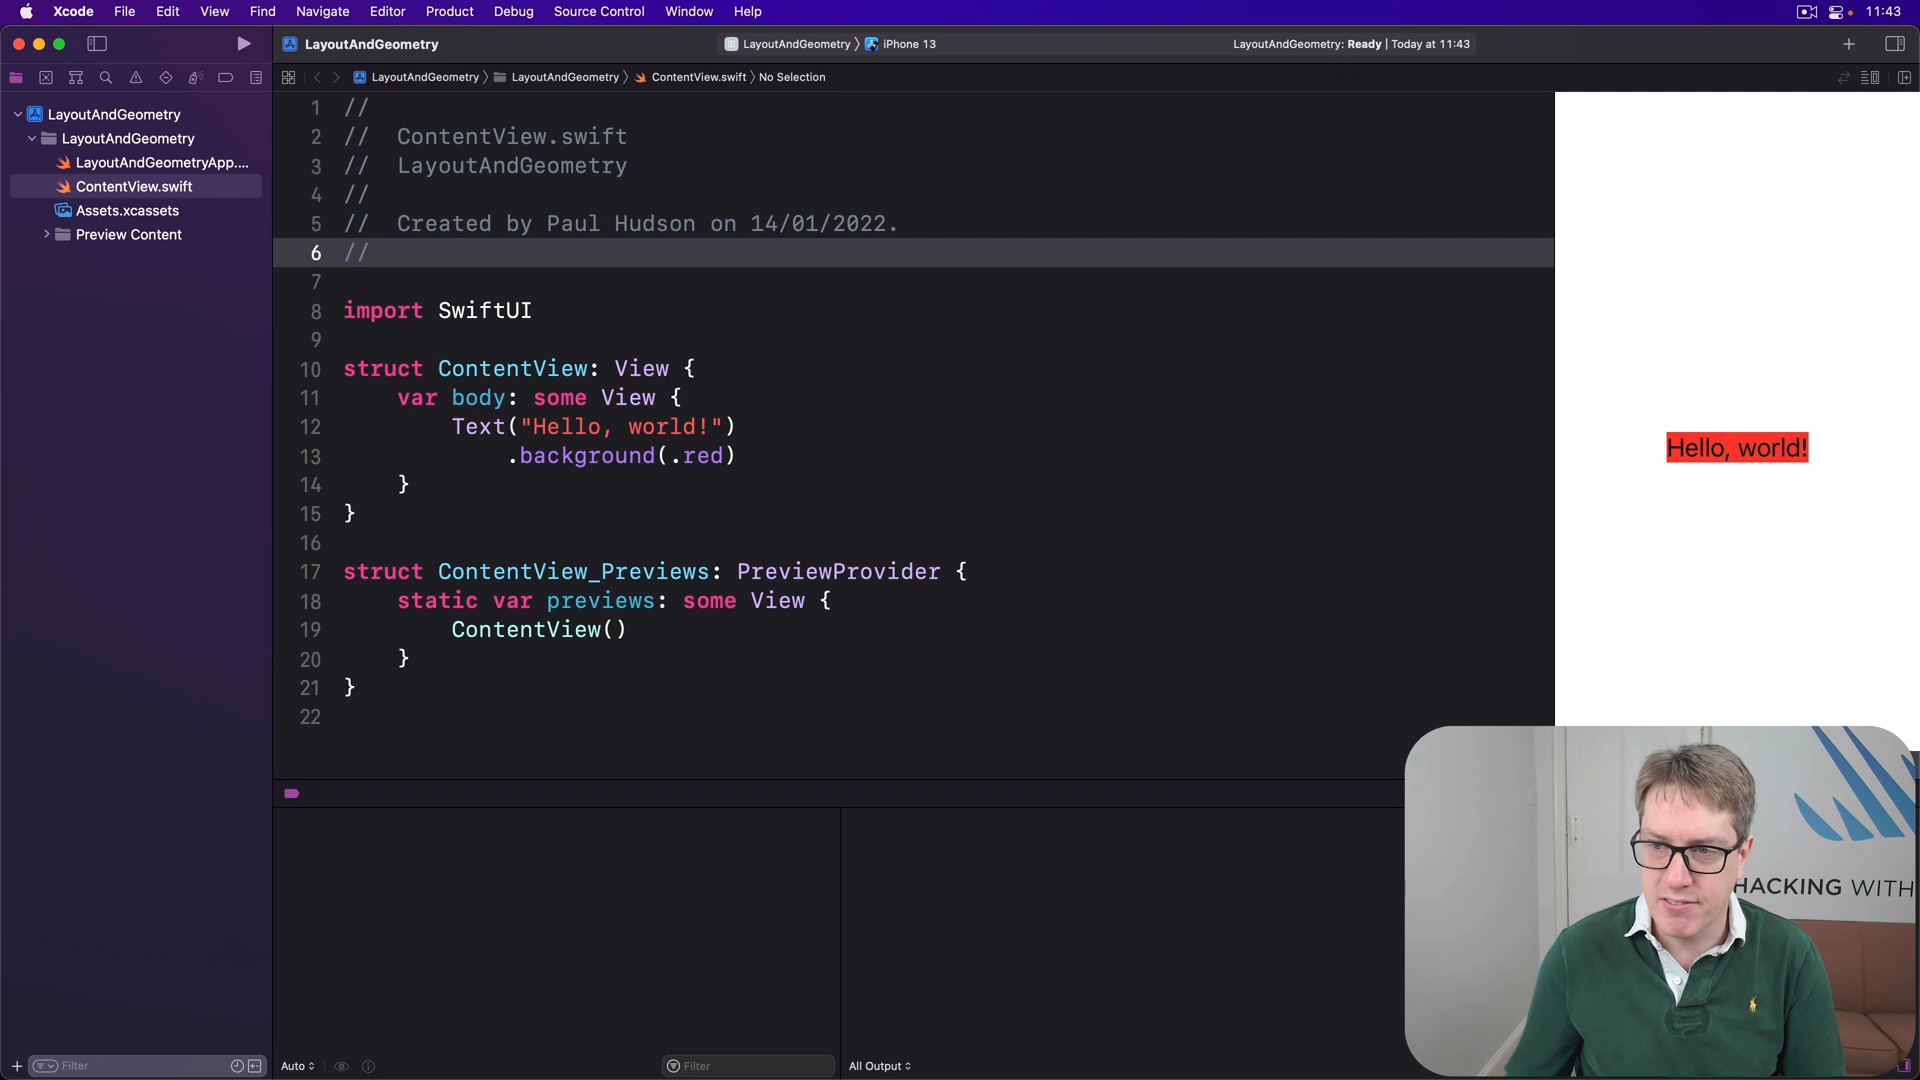 Xcode File Edit View Find Navigate Editor Product Debug Source Control Window Help 11:43
LayoutAndGeometry
LayoutAndGeometry 〉 iPhone 13
LayoutAndGeometry: Ready | Today at 11:43
LayoutAndGeometry 〉 LayoutAndGeometry 〉 ContentView.swift 〉 No Selection
LayoutAndGeometry
LayoutAndGeometry
LayoutAndGeometryApp....
ContentView.swift
Assets.xcassets
Preview Content
1 //
2 //  ContentView.swift
3 //  LayoutAndGeometry
4 //
5 //  Created by Paul Hudson on 14/01/2022.
6 //
7
8 import SwiftUI
9
10 struct ContentView: View {
11     var body: some View {
12         Text("Hello, world!")
13             .background(.red)
14     }
15 }
16
17 struct ContentView_Previews: PreviewProvider {
18     static var previews: some View {
19         ContentView()
20     }
21 }
22
Hello, world!
HACKING WITH
Filter
Auto
Filter
All Output